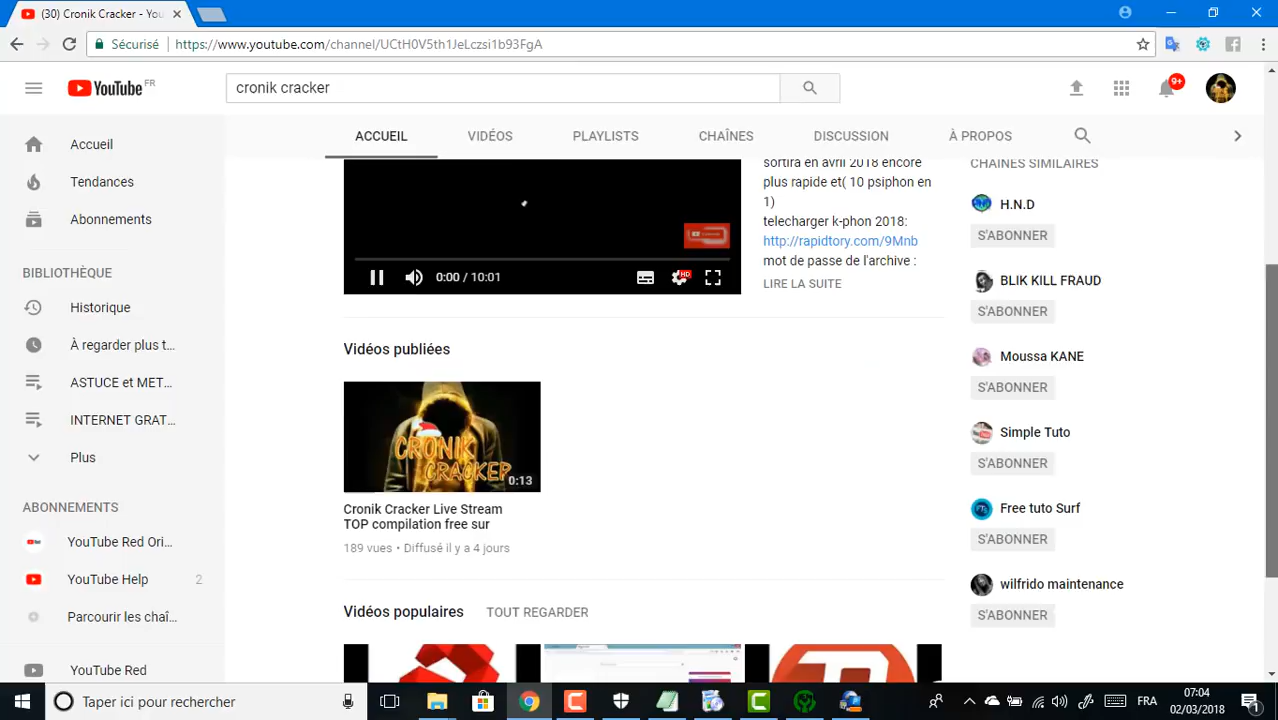 (30) Cronik Cracker - You
Sécurisé
https://www.youtube.com/channel/UCtH0V5th1JeLczsi1b93FgA
YouTube FR
cronik cracker
9+
ACCUEIL
VIDÉOS
PLAYLISTS
CHAÎNES
DISCUSSION
À PROPOS
Accueil
Tendances
Abonnements
BIBLIOTHÈQUE
Historique
À regarder plus t...
ASTUCE et MET...
INTERNET GRAT...
Plus
ABONNEMENTS
YouTube Red Ori...
YouTube Help 2
Parcourir les chaî...
YouTube Red
0:00 / 10:01
HD
sortira en avril 2018 encore
plus rapide et( 10 psiphon en
1)
telecharger k-phon 2018:
http://rapidtory.com/9Mnb
mot de passe de l'archive :
LIRE LA SUITE
Vidéos publiées
CRONIK
CRACKER
0:13
Cronik Cracker Live Stream
TOP compilation free sur
189 vues • Diffusé il y a 4 jours
Vidéos populaires
TOUT REGARDER
CHAÎNES SIMILAIRES
H.N.D
S'ABONNER
BLIK KILL FRAUD
S'ABONNER
Moussa KANE
S'ABONNER
Simple Tuto
S'ABONNER
Free tuto Surf
S'ABONNER
wilfrido maintenance
S'ABONNER
Taper ici pour rechercher
FRA
07:04
02/03/2018
1